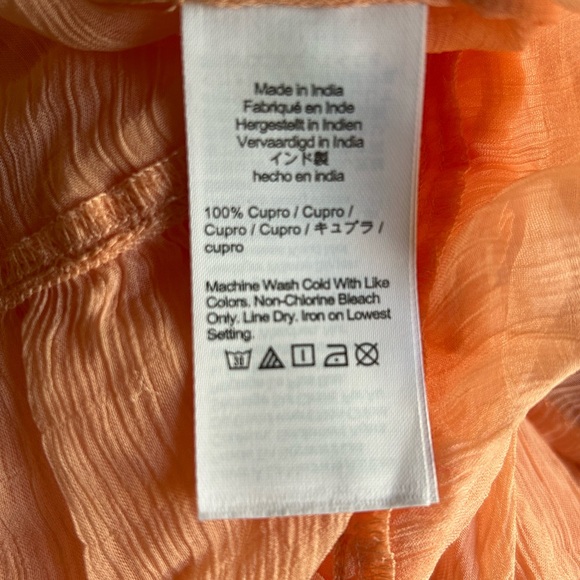 Made in India
Fabriqué en Inde
Hergestellt in Indien
Vervaardigd in India
インド製
hecho en india
100% Cupro / Cupro /
Cupro / Cupro / キュプラ /
cupro
Machine Wash Cold With Like
Colors. Non-Chlorine Bleach
Only. Line Dry. Iron on Lowest
Setting.
30